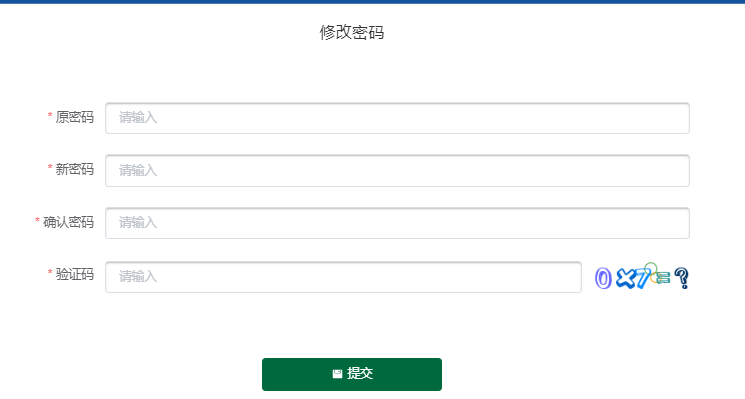 修改密码
* 原密码 请输入
* 新密码 请输入
* 确认密码 请输入
* 验证码 请输入 0×7=?
提交